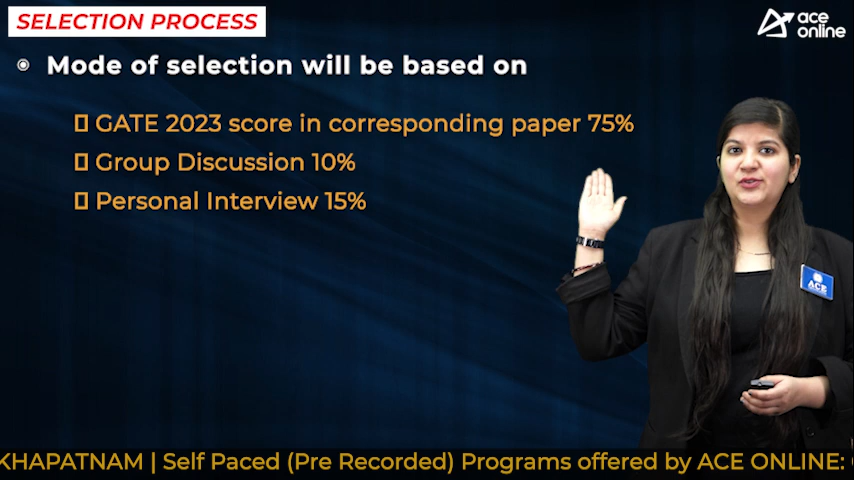 SELECTION PROCESS
ace
online
Mode of selection will be based on
GATE 2023 score in corresponding paper 75%
Group Discussion 10%
Personal Interview 15%
ACE
KHAPATNAM | Self Paced (Pre Recorded) Programs offered by ACE ONLINE: